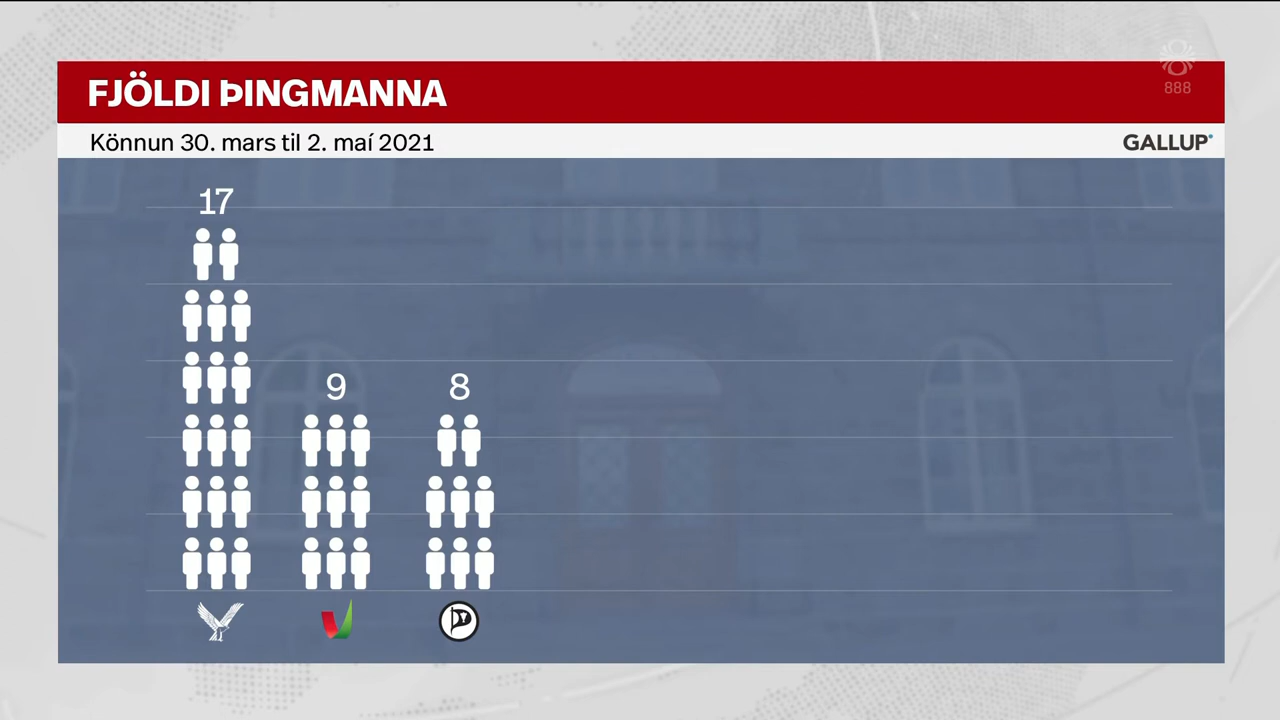 888
FJÖLDI ÞINGMANNA
Könnun 30. mars til 2. maí 2021
GALLUP
17
9
8